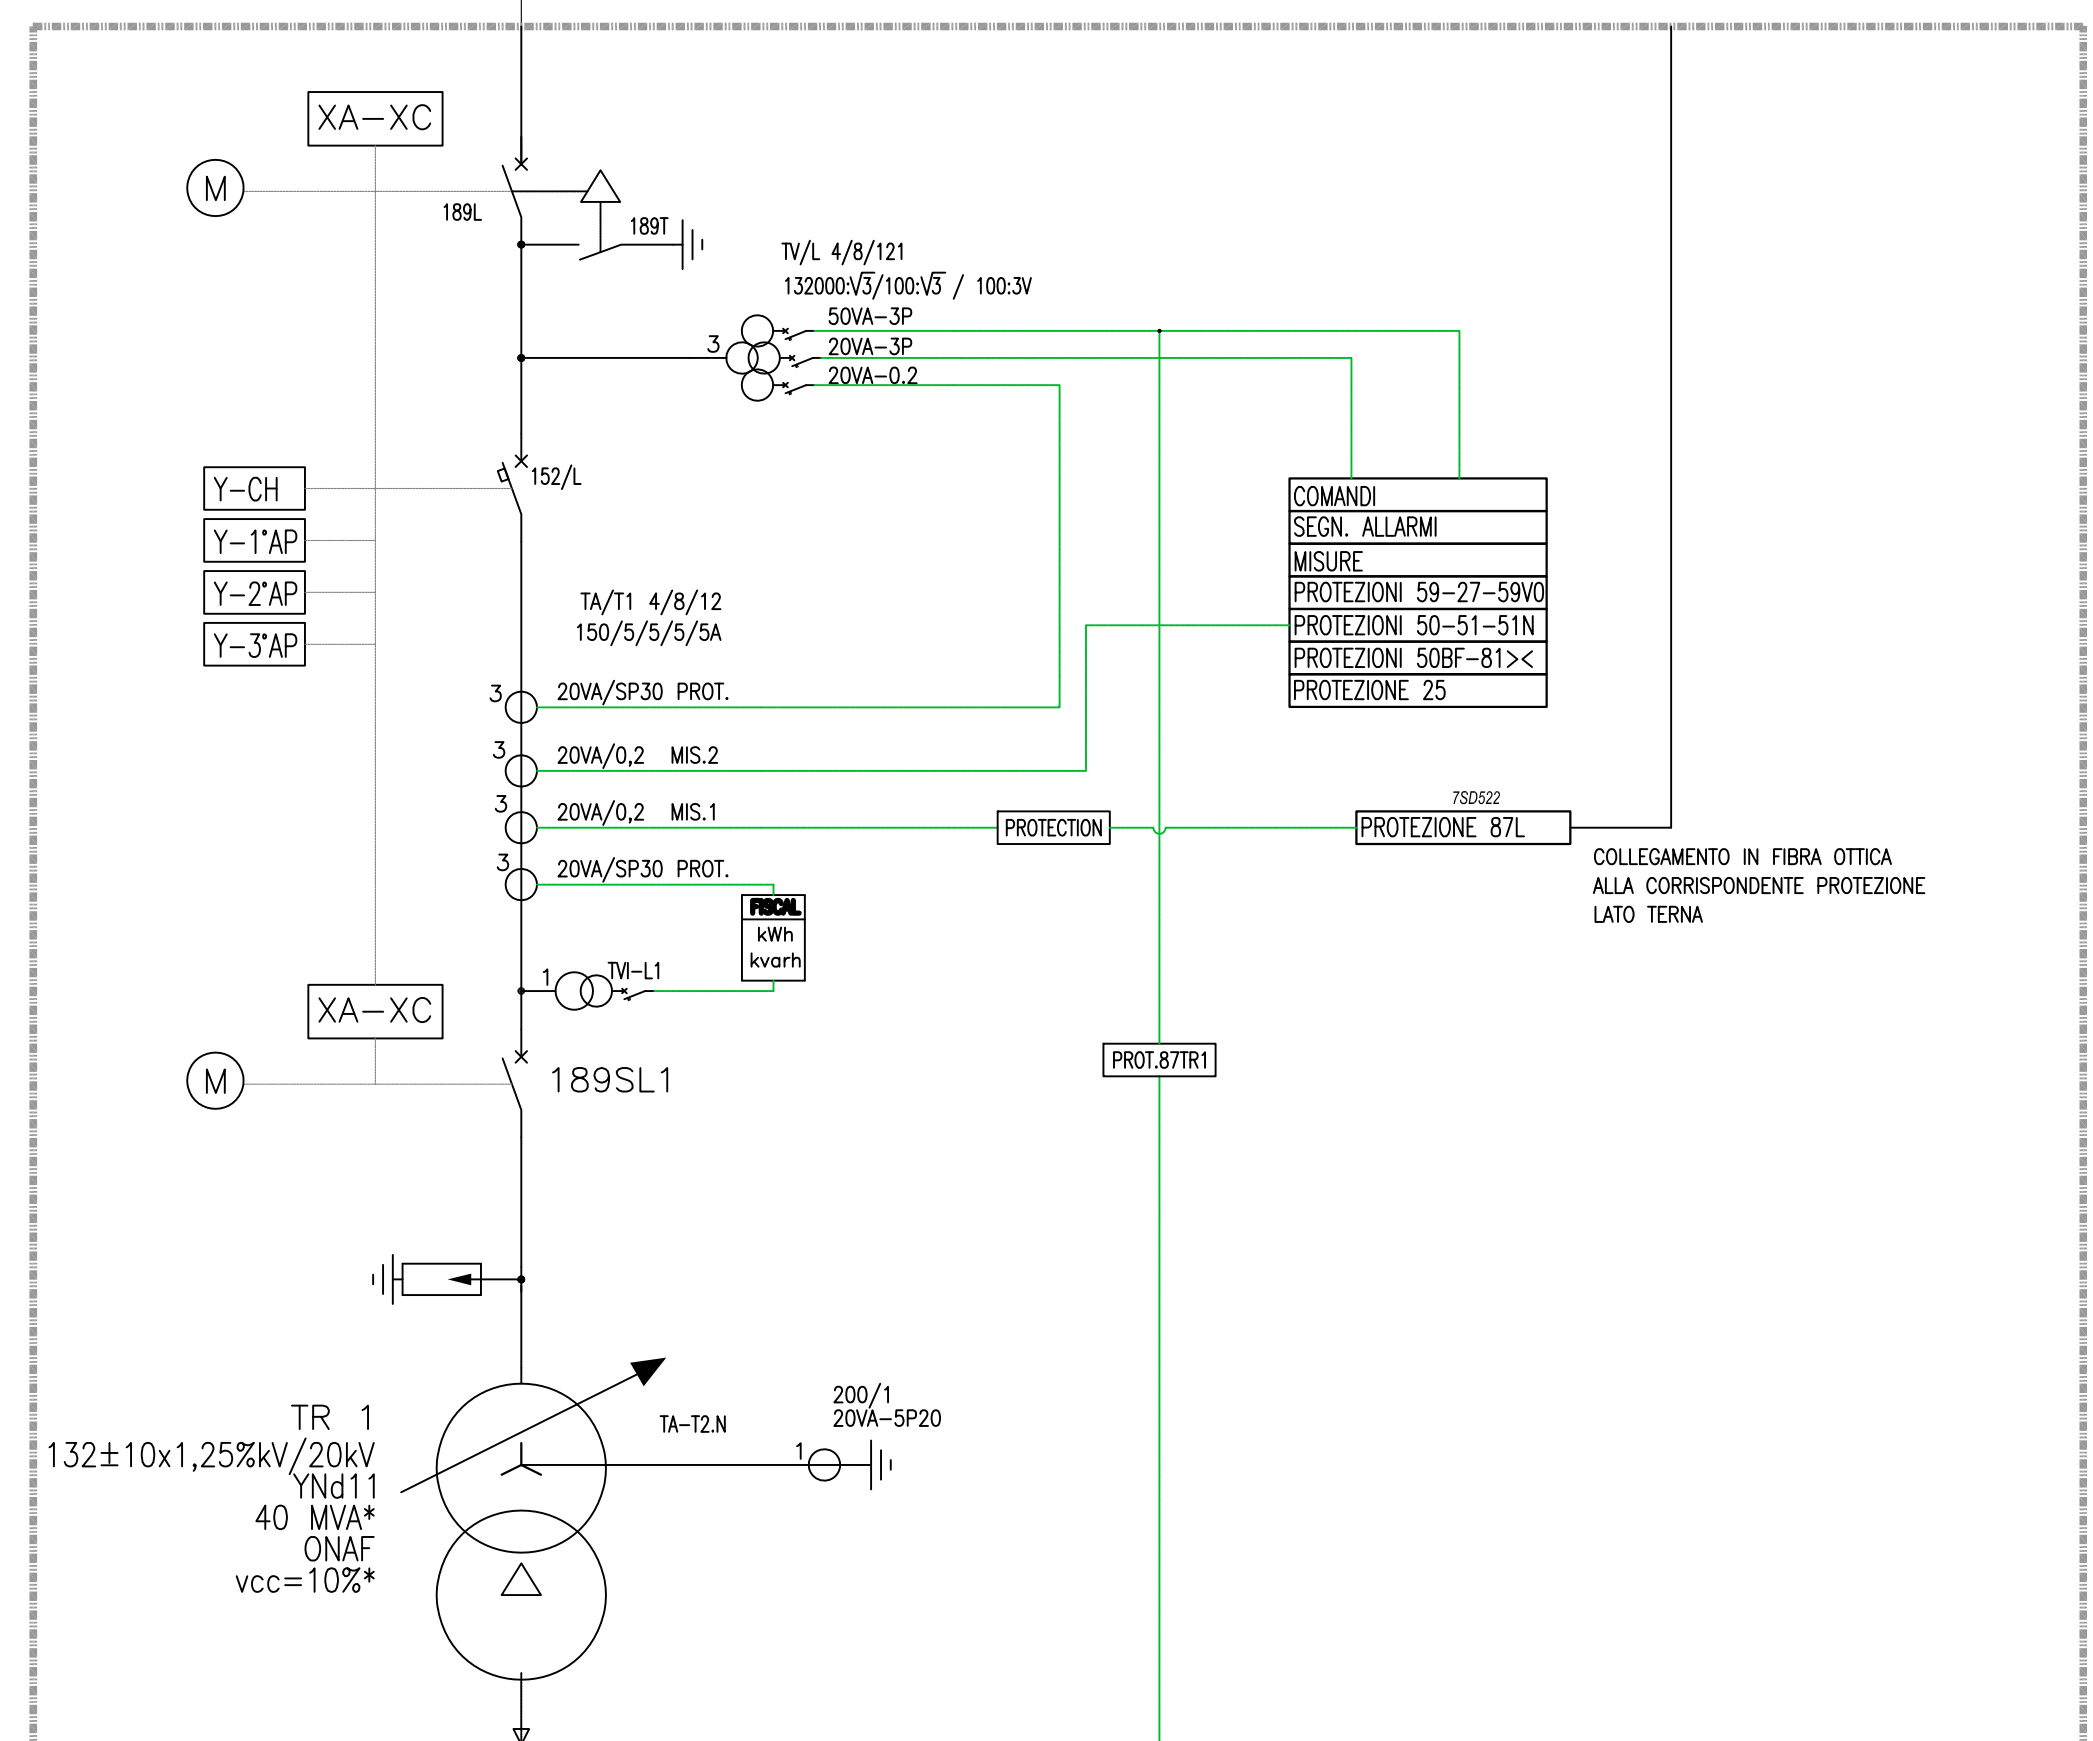 XA-XC
M
189L
189T
TV/L 4/8/121
132000:√3/100:√3 / 100:3V
50VA-3P
3
20VA-3P
20VA-0.2
152/L
Y-CH
Y-1°AP
Y-2°AP
Y-3°AP
COMANDI
SEGN. ALLARMI
MISURE
PROTEZIONI 59-27-59V0
PROTEZIONI 50-51-51N
PROTEZIONI 50BF-81><
PROTEZIONE 25
TA/T1 4/8/12
150/5/5/5/5A
3
20VA/SP30 PROT.
3
20VA/0,2 MIS.2
3
20VA/0,2 MIS.1
PROTECTION
7SD522
PROTEZIONE 87L
COLLEGAMENTO IN FIBRA OTTICA
ALLA CORRISPONDENTE PROTEZIONE
LATO TERNA
3
20VA/SP30 PROT.
FISCAL
kWh
kvarh
1
TVI-L1
XA-XC
M
189SL1
PROT.87TR1
TR 1
132±10x1,25%kV/20kV
YNd11
40 MVA*
ONAF
vcc=10%*
TA-T2.N
200/1
20VA-5P20
1